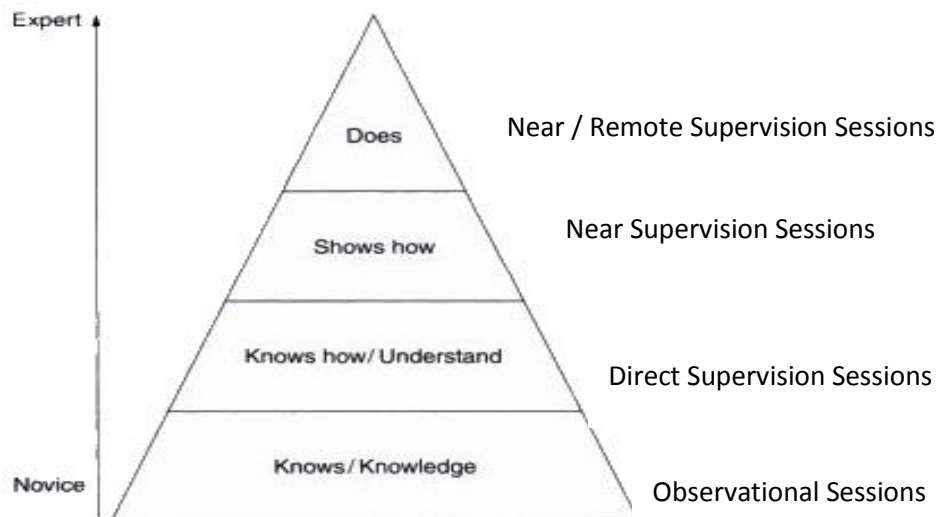 Expert
Does
Near / Remote Supervision Sessions
Shows how
Near Supervision Sessions
Knows how/ Understand
Direct Supervision Sessions
Knows/ Knowledge
Novice
Observational Sessions